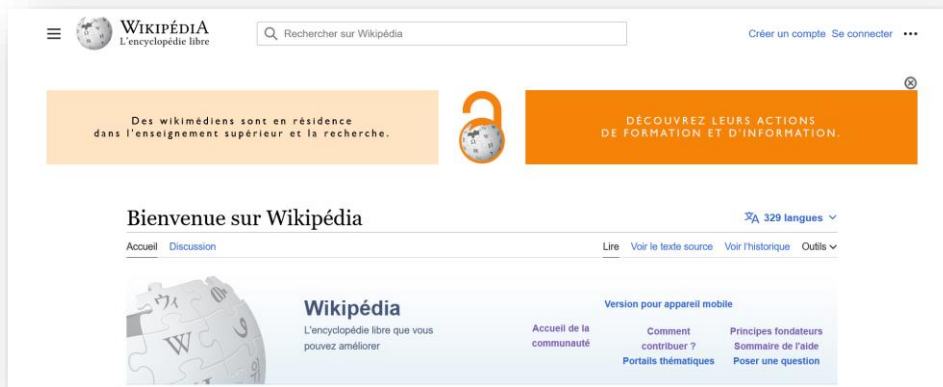 WIKIPÉDIA
L'encyclopédie libre
Rechercher sur Wikipédia
Créer un compte Se connecter
Des wikimédiens sont en résidence
dans l'enseignement supérieur et la recherche.
DÉCOUVREZ LEURS ACTIONS
DE FORMATION ET D'INFORMATION.
Bienvenue sur Wikipédia
329 langues
Accueil Discussion
Lire Voir le texte source Voir l'historique Outils
Wikipédia
L'encyclopédie libre que vous
pouvez améliorer
Version pour appareil mobile
Accueil de la
communauté
Comment
contribuer ?
Portails thématiques
Principes fondateurs
Sommaire de l'aide
Poser une question